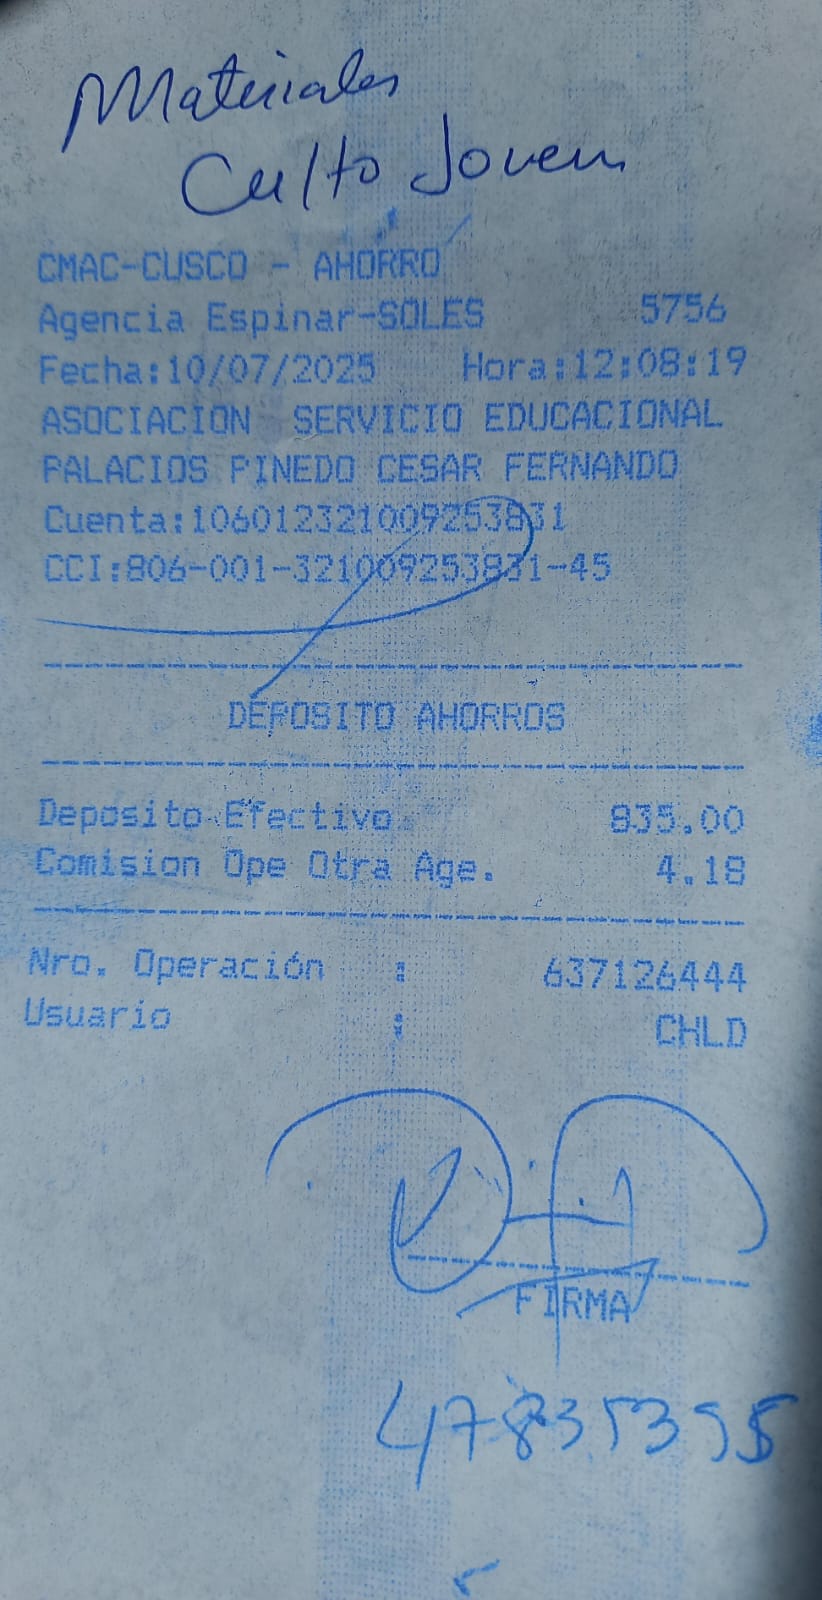 Materiales
Culto Joven
CMAC-CUSCO - AHORRO
Agencia Espinar-SOLES 5756
Fecha:10/07/2025 Hora:12:08:19
ASOCIACION SERVICIO EDUCACIONAL
PALACIOS PINEDO CESAR FERNANDO
Cuenta:106012321009253831
CCI:806-001-321009253831-45
DEPOSITO AHORROS
Deposito Efectivo 835.00
Comision Ope Otra Age. 4.18
Nro. Operación : 637126444
Usuario : CHLD
FIRMA